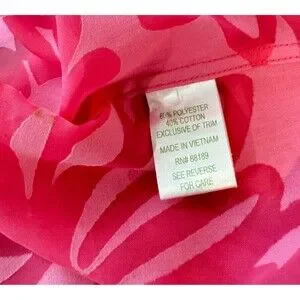 60% POLYESTER
40% COTTON
EXCLUSIVE OF TRIM
MADE IN VIETNAM
RN# 88189
SEE REVERSE
FOR CARE